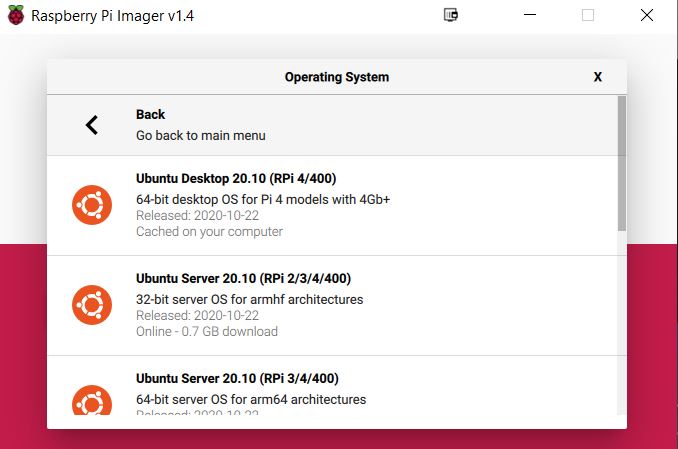 Raspberry Pi Imager v1.4
Operating System
X
Back
Go back to main menu
Ubuntu Desktop 20.10 (RPi 4/400)
64-bit desktop OS for Pi 4 models with 4Gb+
Released: 2020-10-22
Cached on your computer
Ubuntu Server 20.10 (RPi 2/3/4/400)
32-bit server OS for armhf architectures
Released: 2020-10-22
Online - 0.7 GB download
Ubuntu Server 20.10 (RPi 3/4/400)
64-bit server OS for arm64 architectures
Released: 2020-10-22